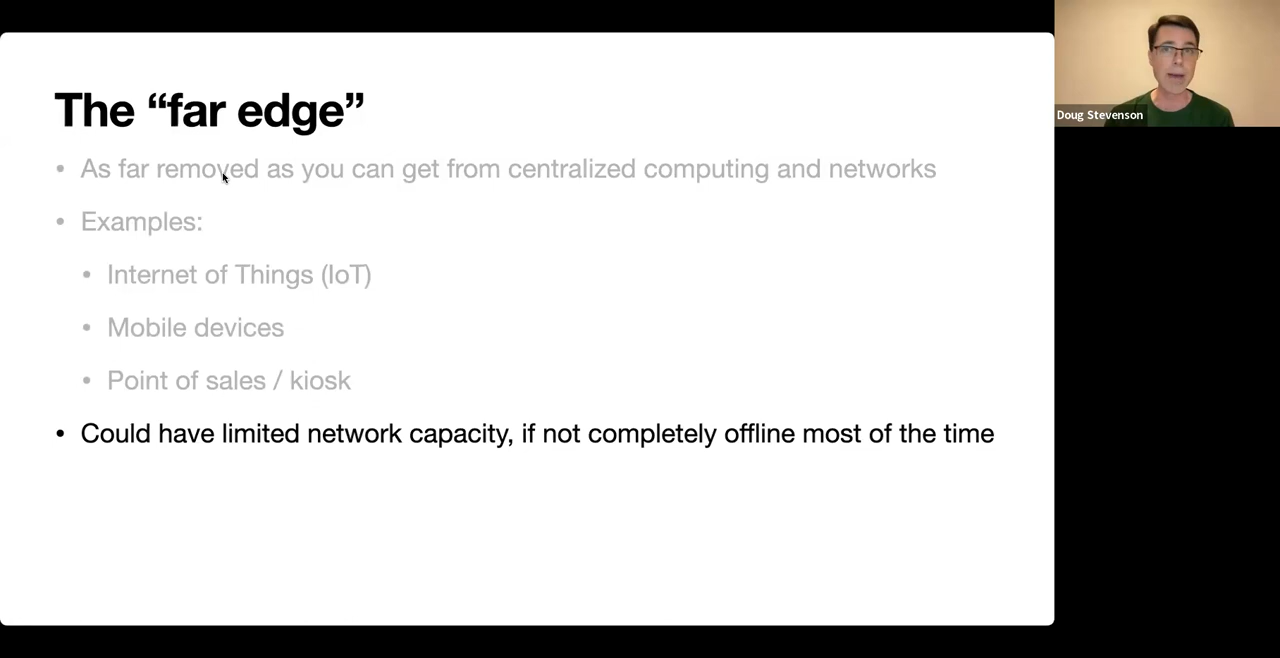 The “far edge”
• As far removed as you can get from centralized computing and networks
• Examples:
• Internet of Things (IoT)
• Mobile devices
• Point of sales / kiosk
• Could have limited network capacity, if not completely offline most of the time
Doug Stevenson